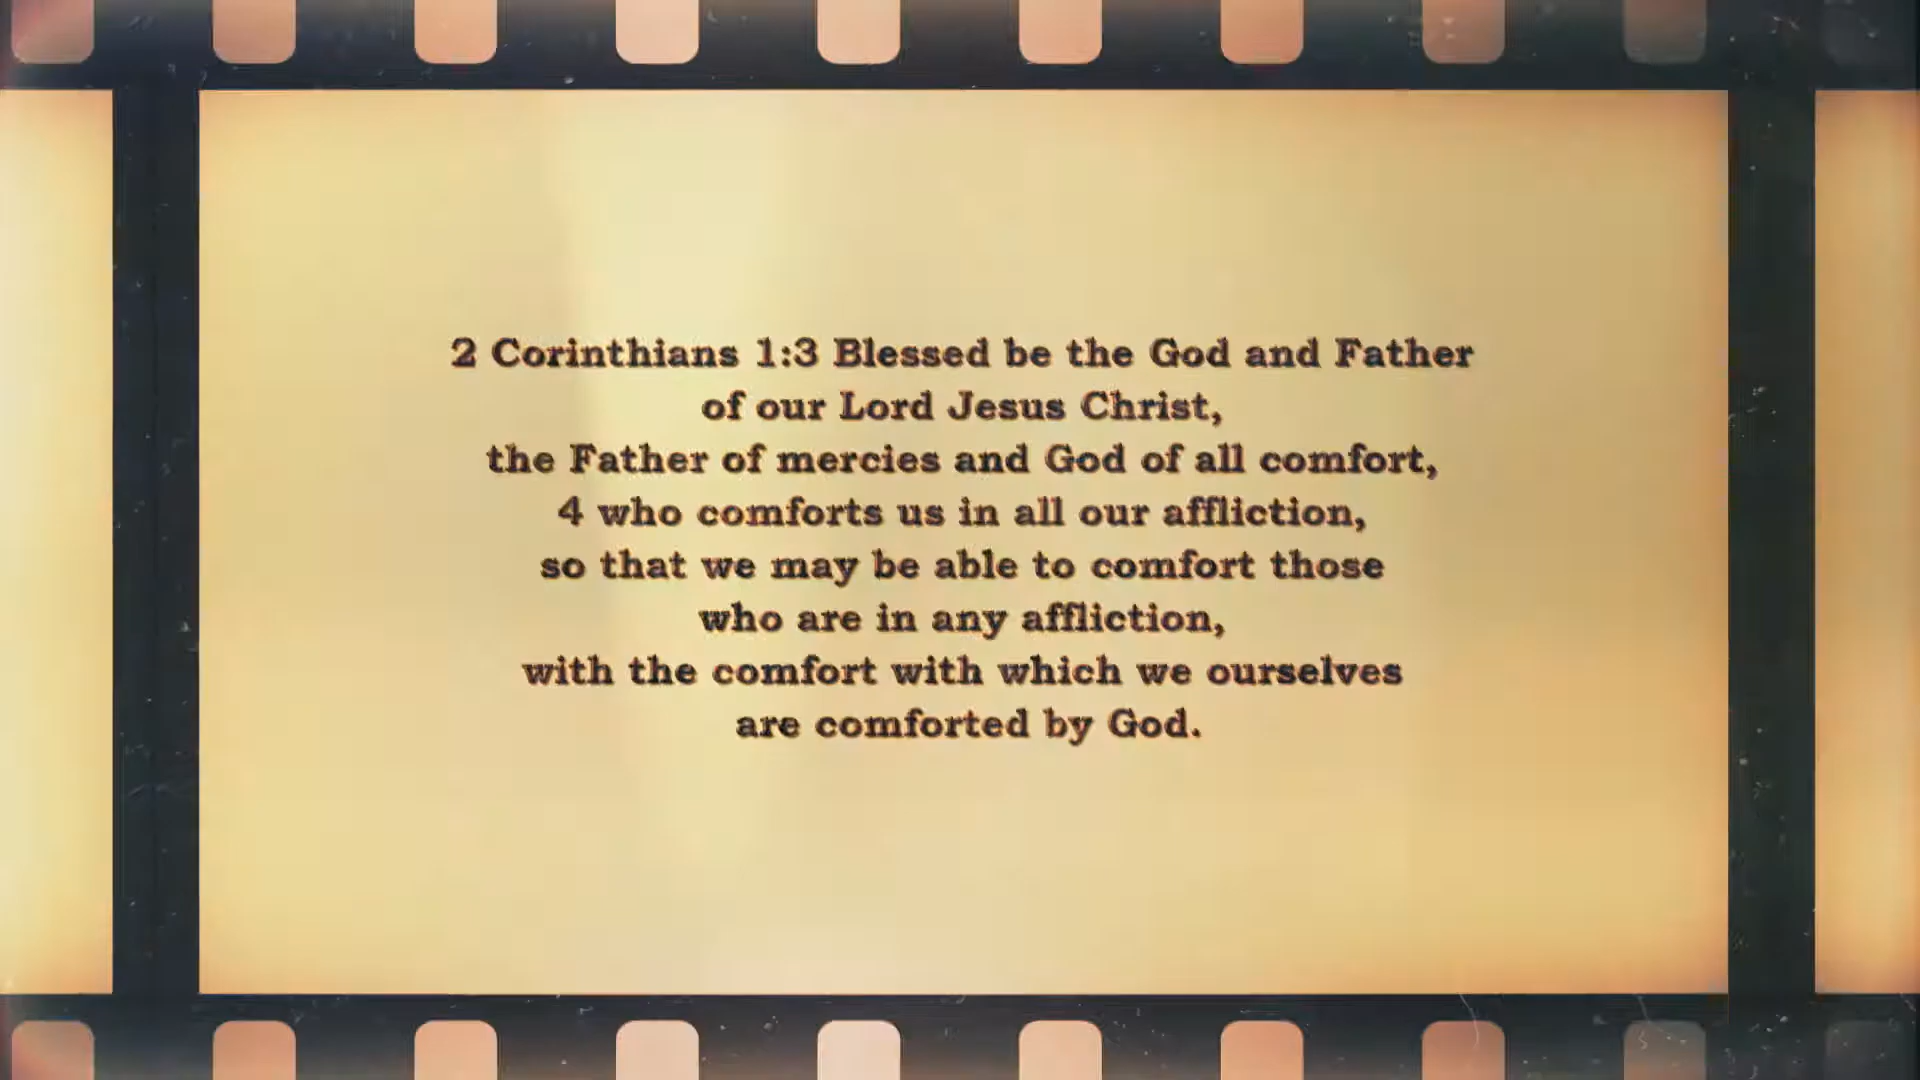 2 Corinthians 1:3 Blessed be the God and Father
of our Lord Jesus Christ,
the Father of mercies and God of all comfort,
4 who comforts us in all our affliction,
so that we may be able to comfort those
who are in any affliction,
with the comfort with which we ourselves
are comforted by God.